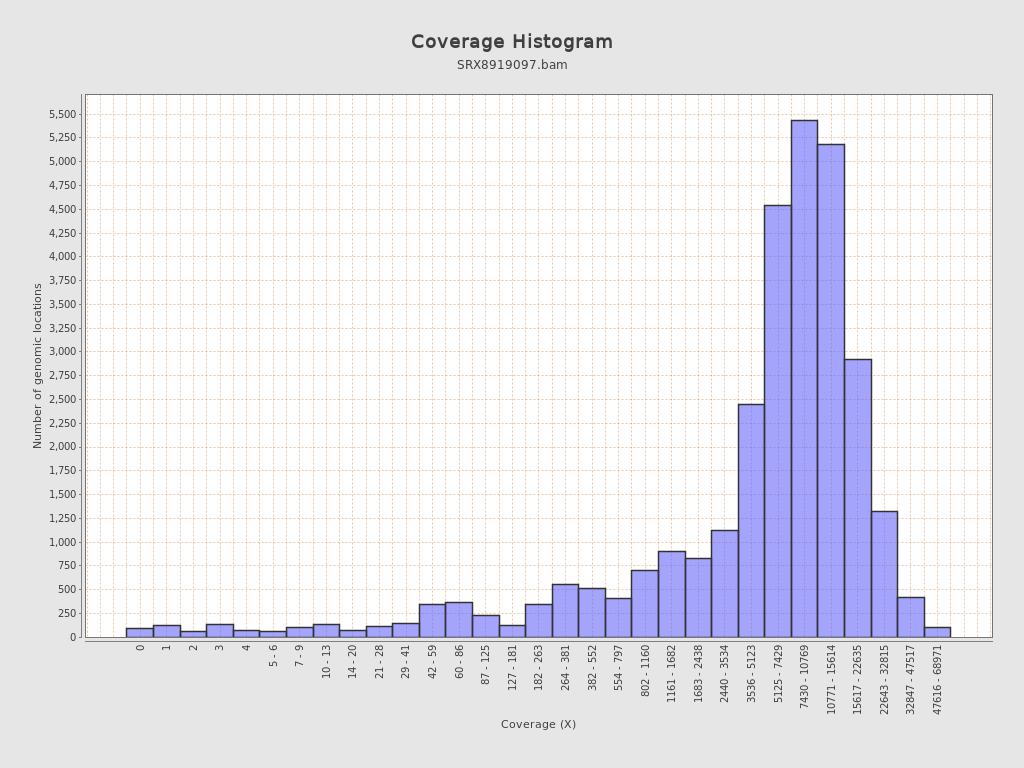 Coverage Histogram
SRX8919097.bam
Number of genomic locations
5,500
5,250
5,000
4,750
4,500
4,250
4,000
3,750
3,500
3,250
3,000
2,750
2,500
2,250
2,000
1,750
1,500
1,250
1,000
750
500
250
0
0
1
2
3
4
5 - 6
7 - 9
10 - 13
14 - 20
21 - 28
29 - 41
42 - 59
60 - 86
87 - 125
127 - 181
182 - 263
264 - 381
382 - 552
554 - 797
802 - 1160
1161 - 1682
1683 - 2438
2440 - 3534
3536 - 5123
5125 - 7429
7430 - 10769
10771 - 15614
15617 - 22635
22643 - 32815
32847 - 47517
47616 - 68971
Coverage (X)